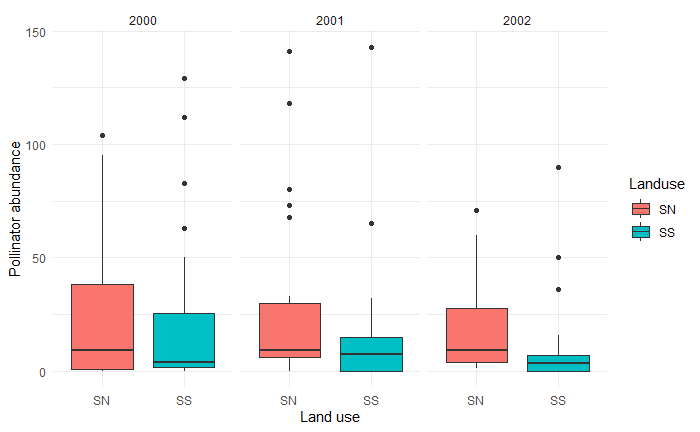 2000 2001 2002
150
100
50
0
Pollinator abundance
SN SS SN SS SN SS
Land use
Landuse
SN
SS